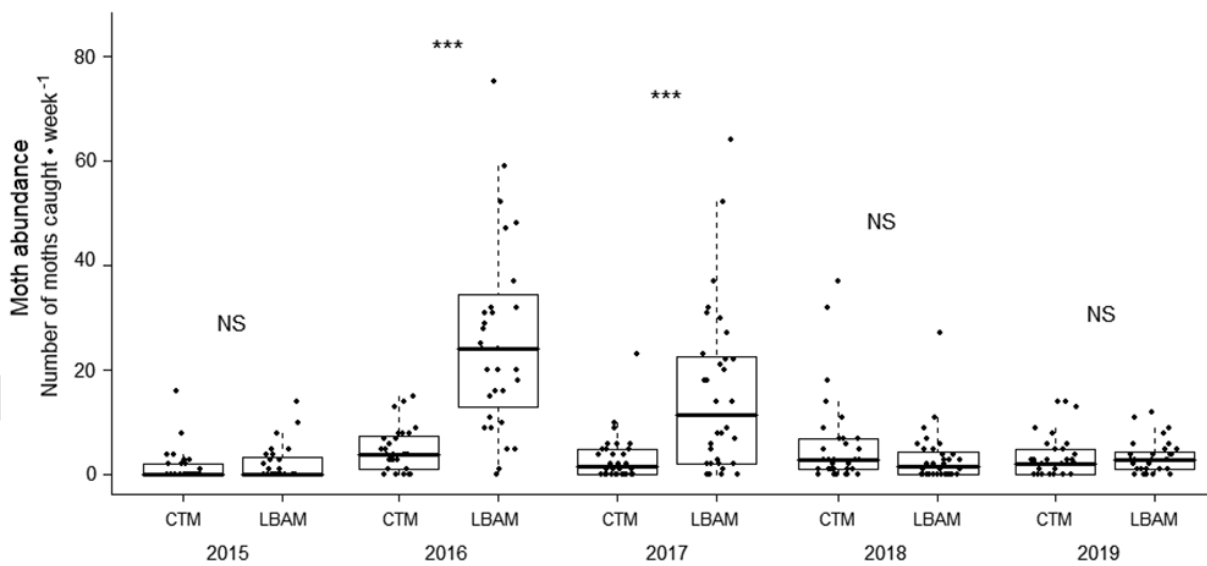 Moth abundance
Number of moths caught • week⁻¹
80
60
40
20
0
NS
***
***
NS
NS
CTM LBAM CTM LBAM CTM LBAM CTM LBAM CTM LBAM
2015 2016 2017 2018 2019